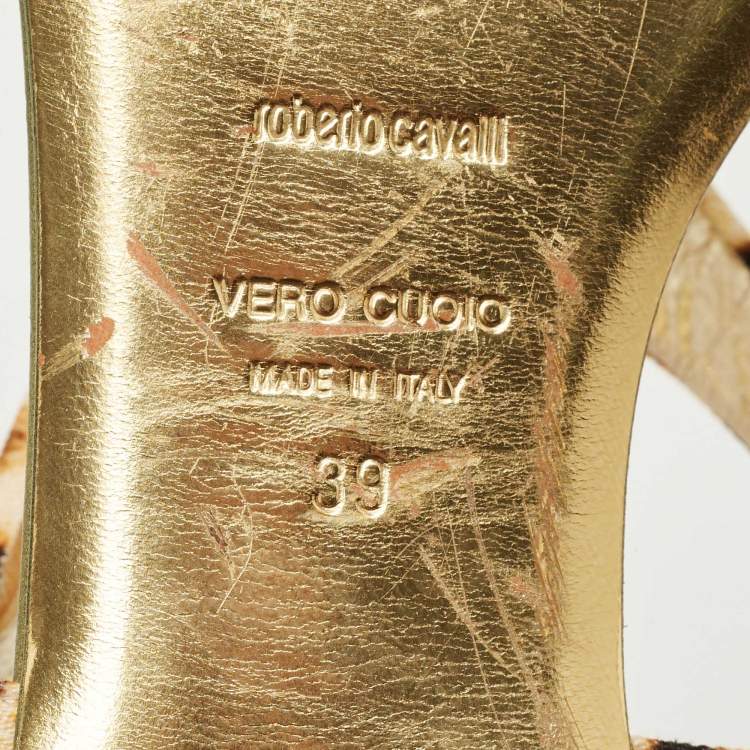 roberto cavalli
VERO CUOIO
MADE IN ITALY
39